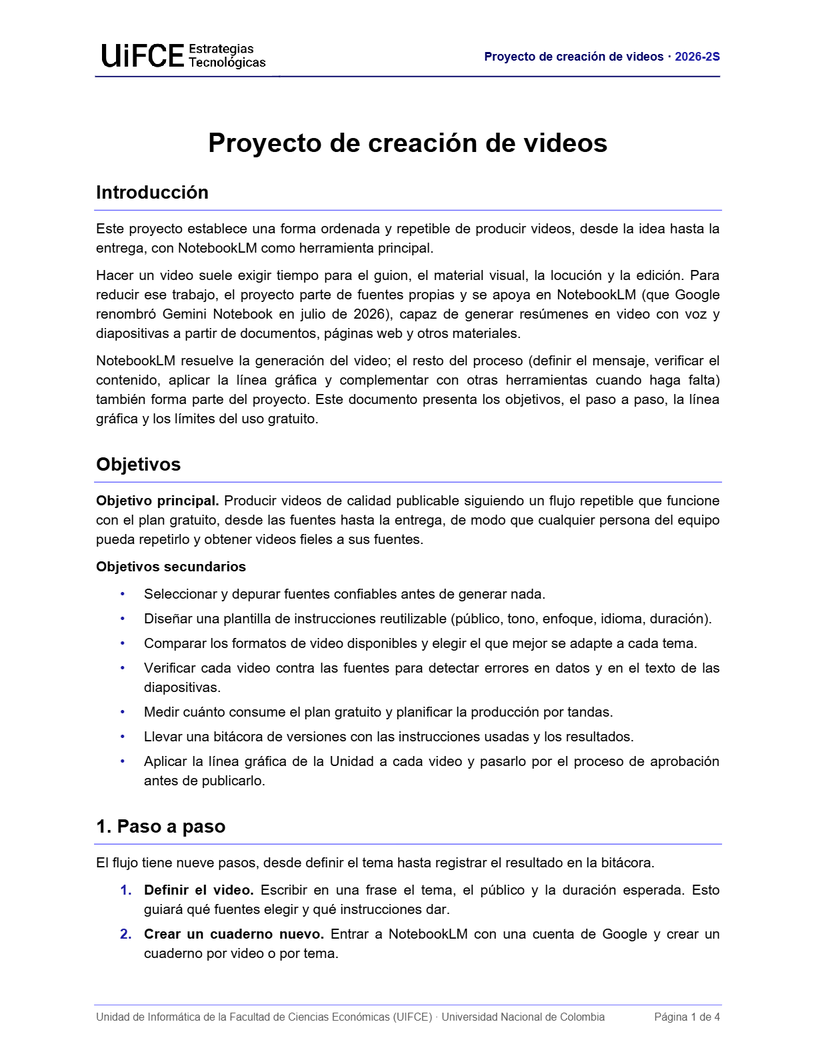 UiFCE Estrategias
Tecnológicas
Proyecto de creación de videos · 2026-2S
Proyecto de creación de videos
Introducción
Este proyecto establece una forma ordenada y repetible de producir videos, desde la idea hasta la
entrega, con NotebookLM como herramienta principal.
Hacer un video suele exigir tiempo para el guion, el material visual, la locución y la edición. Para
reducir ese trabajo, el proyecto parte de fuentes propias y se apoya en NotebookLM (que Google
renombró Gemini Notebook en julio de 2026), capaz de generar resúmenes en video con voz y
diapositivas a partir de documentos, páginas web y otros materiales.
NotebookLM resuelve la generación del video; el resto del proceso (definir el mensaje, verificar el
contenido, aplicar la línea gráfica y complementar con otras herramientas cuando haga falta)
también forma parte del proyecto. Este documento presenta los objetivos, el paso a paso, la línea
gráfica y los límites del uso gratuito.
Objetivos
Objetivo principal. Producir videos de calidad publicable siguiendo un flujo repetible que funcione
con el plan gratuito, desde las fuentes hasta la entrega, de modo que cualquier persona del equipo
pueda repetirlo y obtener videos fieles a sus fuentes.
Objetivos secundarios
• Seleccionar y depurar fuentes confiables antes de generar nada.
• Diseñar una plantilla de instrucciones reutilizable (público, tono, enfoque, idioma, duración).
• Comparar los formatos de video disponibles y elegir el que mejor se adapte a cada tema.
• Verificar cada video contra las fuentes para detectar errores en datos y en el texto de las
diapositivas.
• Medir cuánto consume el plan gratuito y planificar la producción por tandas.
• Llevar una bitácora de versiones con las instrucciones usadas y los resultados.
• Aplicar la línea gráfica de la Unidad a cada video y pasarlo por el proceso de aprobación
antes de publicarlo.
1. Paso a paso
El flujo tiene nueve pasos, desde definir el tema hasta registrar el resultado en la bitácora.
1. Definir el video. Escribir en una frase el tema, el público y la duración esperada. Esto
guiará qué fuentes elegir y qué instrucciones dar.
2. Crear un cuaderno nuevo. Entrar a NotebookLM con una cuenta de Google y crear un
cuaderno por video o por tema.
Unidad de Informática de la Facultad de Ciencias Económicas (UIFCE) · Universidad Nacional de Colombia Página 1 de 4